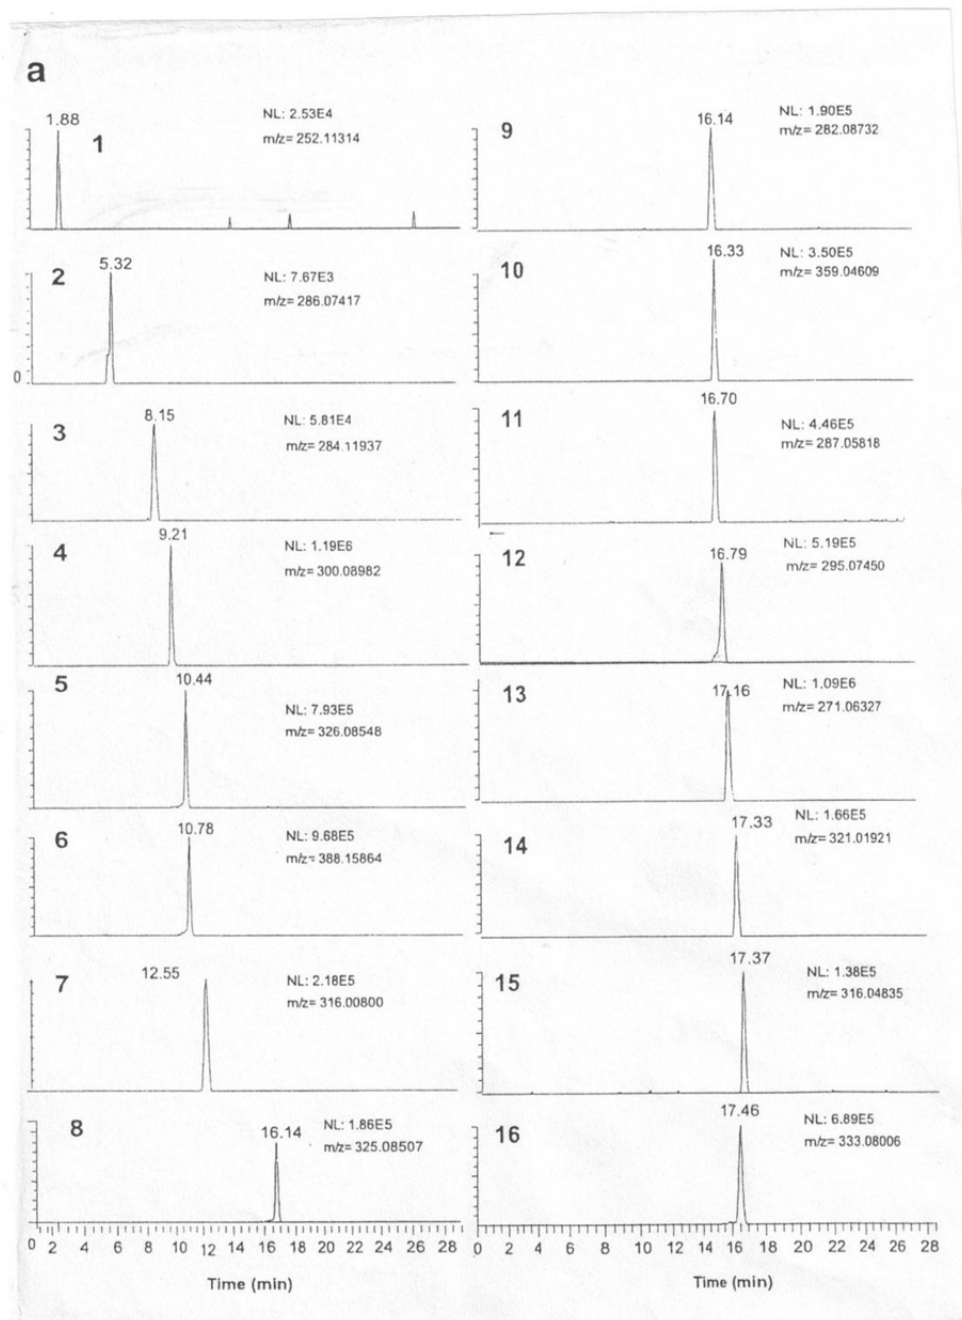 a
1.88
1
NL: 2.53E4
m/z= 252.11314
5.32
2
NL: 7.67E3
m/z= 286.07417
0
8.15
3
NL: 5.81E4
m/z= 284.11937
9.21
4
NL: 1.19E6
m/z= 300.08982
10.44
5
NL: 7.93E5
m/z= 326.08548
10.78
6
NL: 9.68E5
m/z= 388.15864
12.55
7
NL: 2.18E5
m/z= 316.00800
8
16.14
NL: 1.86E5
m/z= 325.08507
0 2 4 6 8 10 12 14 16 18 20 22 24 26 28
Time (min)
9
16.14
NL: 1.90E5
m/z= 282.08732
10
16.33
NL: 3.50E5
m/z= 359.04609
11
16.70
NL: 4.46E5
m/z= 287.05818
12
16.79
NL: 5.19E5
m/z= 295.07450
13
17.16
NL: 1.09E6
m/z= 271.06327
14
17.33
NL: 1.66E5
m/z= 321.01921
15
17.37
NL: 1.38E5
m/z= 316.04835
16
17.46
NL: 6.89E5
m/z= 333.08006
0 2 4 6 8 10 12 14 16 20 22 24 26 28
Time (min)